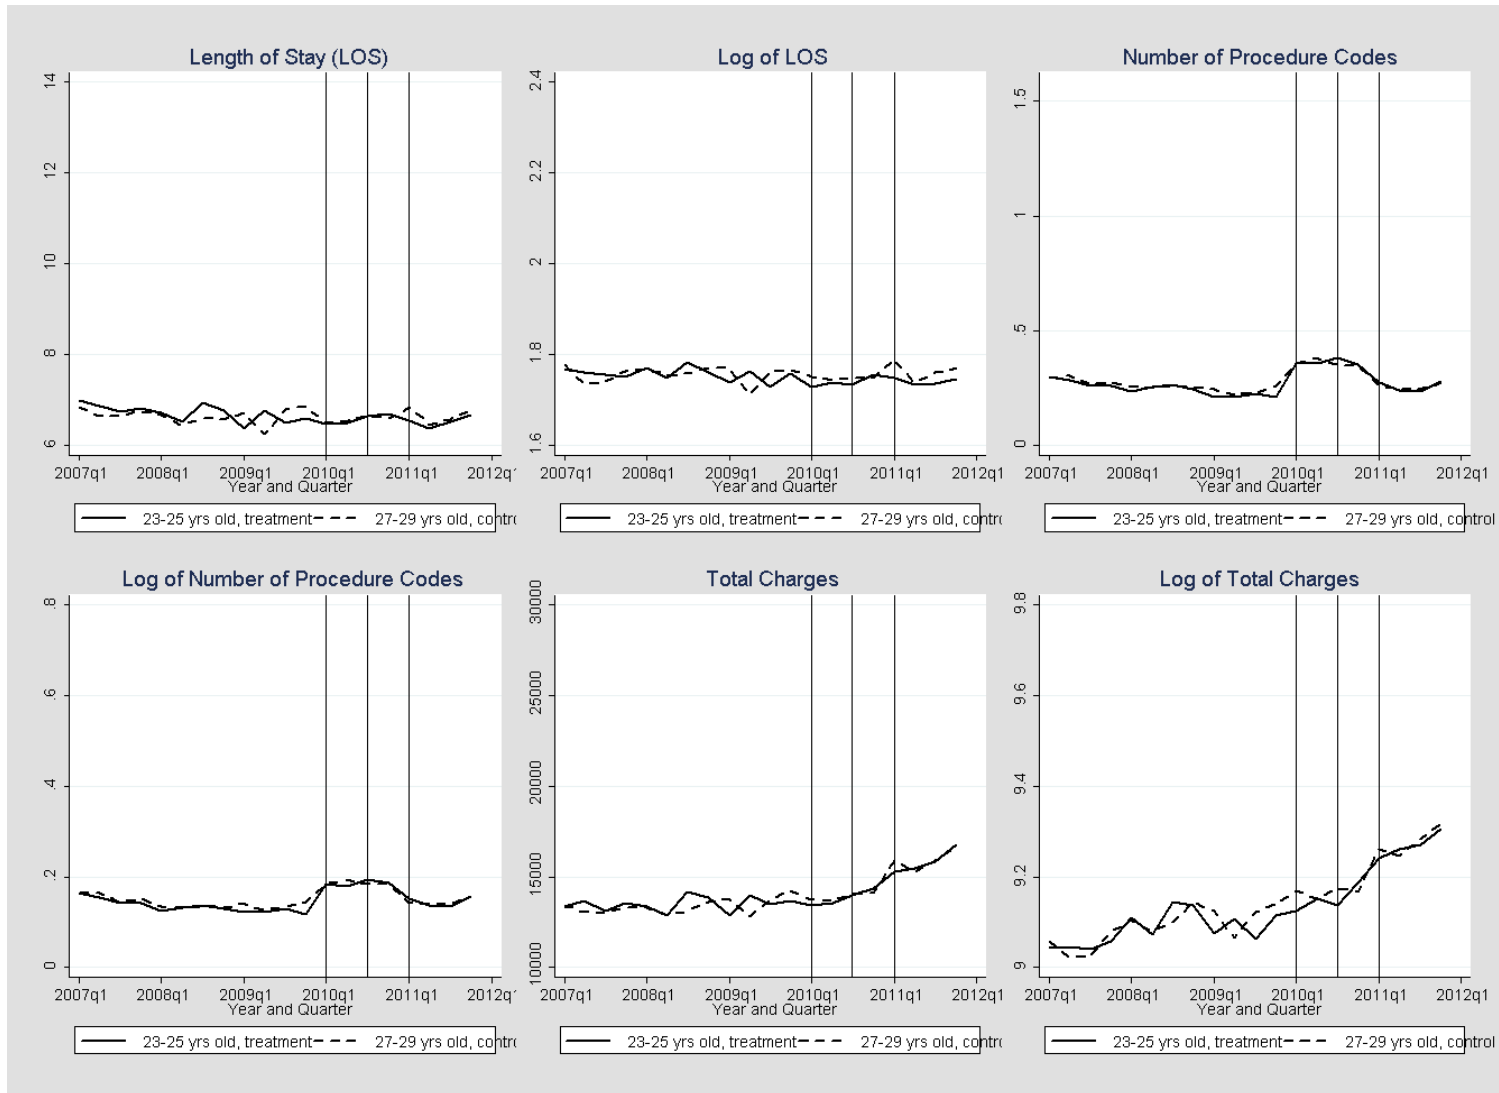 Length of Stay (LOS)
14
12
10
8
6
2007q1 2008q1 2009q1 2010q1 2011q1 2012q1
Year and Quarter
23-25 yrs old, treatment 27-29 yrs old, contro
Log of LOS
2.4
2.2
2
1.8
1.6
2007q1 2008q1 2009q1 2010q1 2011q1 2012q1
Year and Quarter
23-25 yrs old, treatment 27-29 yrs old, contr
Number of Procedure Codes
1.5
1
.5
0
2007q1 2008q1 2009q1 2010q1 2011q1 2012q1
Year and Quarter
23-25 yrs old, treatment 27-29 yrs old, control
Log of Number of Procedure Codes
.8
.6
.4
.2
0
2007q1 2008q1 2009q1 2010q1 2011q1 2012q1
Year and Quarter
23-25 yrs old, treatment 27-29 yrs old, contro
Total Charges
30000
25000
20000
15000
10000
2007q1 2008q1 2009q1 2010q1 2011q1 2012q1
Year and Quarter
23-25 yrs old, treatment 27-29 yrs old, contr
Log of Total Charges
9.8
9.6
9.4
9.2
9
2007q1 2008q1 2009q1 2010q1 2011q1 2012q1
Year and Quarter
23-25 yrs old, treatment 27-29 yrs old, control